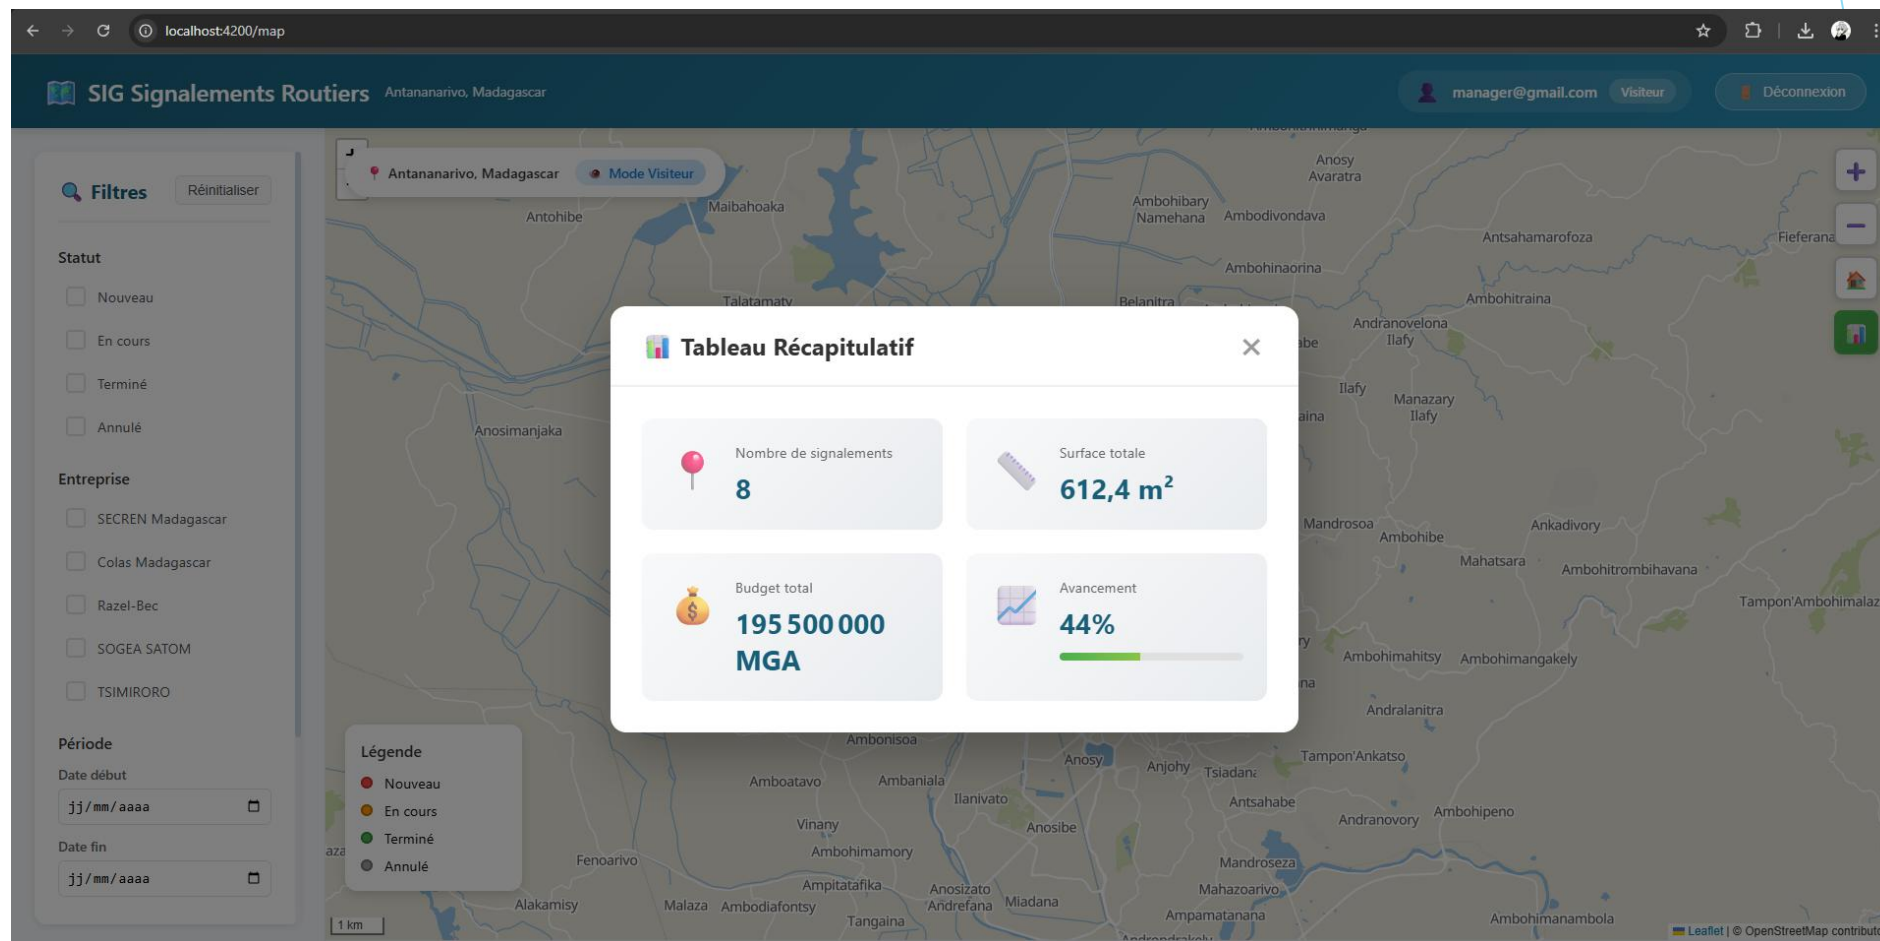 localhost:4200/map
SIG Signalements Routiers
Antananarivo, Madagascar
manager@gmail.com
Visiteur
Déconnexion
Filtres
Réinitialiser
Statut
Nouveau
En cours
Terminé
Annulé
Entreprise
SECREN Madagascar
Colas Madagascar
Razel-Bec
SOGEA SATOM
TSIMIRORO
Période
Date début
jj/mm/aaaa
Date fin
jj/mm/aaaa
Antananarivo, Madagascar
Mode Visiteur
Anosy
Avaratra
Antohibe
Maibahoaka
Ambohibary
Namehana
Ambodivondava
Antsahamarofoza
Fieferana
Ambohinaorina
Talatamaty
Belanitra
Ambohitraina
Andranovelona
Ilafy
Ilafy
Manazary
Ilafy
Anosimanjaka
Tableau Récapitulatif
Nombre de signalements
8
Surface totale
612,4 m²
Budget total
195 500 000
MGA
Avancement
44%
Mandrosoa
Ambohibe
Ankadivory
Mahatsara
Ambohitrombihavana
Tampon'Ambohimalaz
Ambohimahitsy
Ambohimangakely
Andralanitra
Légende
Nouveau
En cours
Terminé
Annulé
Ambonisoa
Anosy
Anjohy
Tsiadana
Tampon'Ankatso
Amboatavo
Ambaniala
Ilanivato
Antsahabe
Andranovory
Ambohipeno
Vinany
Anosibe
Ambohimamory
Fenoarivo
Mandroseza
Ampitatafika
Anosizato
Andrefana
Miadana
Mahazoarivo
Alakamisy
Malaza
Ambodiafontsy
Tangaina
Ampamatanana
Ambohimanambola
1 km
Leaflet | © OpenStreetMap contributo